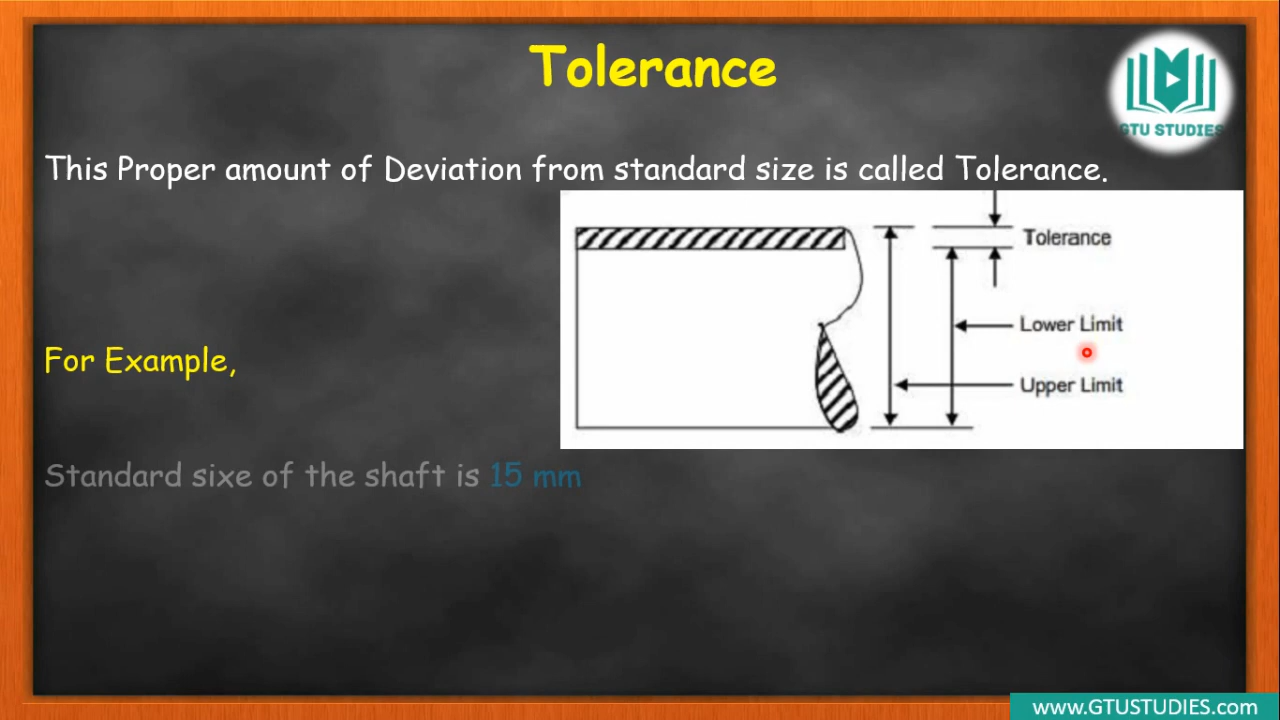 Tolerance
GTU STUDIES
This Proper amount of Deviation from standard size is called Tolerance.
Tolerance
Lower Limit
Upper Limit
For Example,
Standard sixe of the shaft is 15 mm
www.GTUSTUDIES.com